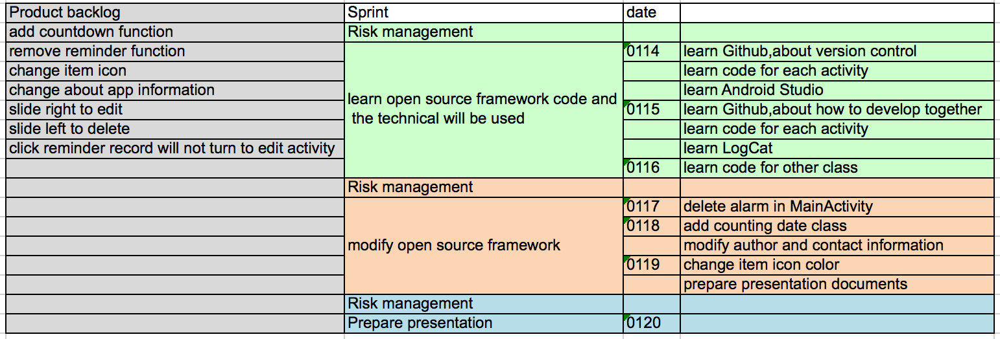 Product backlog Sprint date
add countdown function Risk management
remove reminder function 0114 learn Github,about version control
change item icon learn code for each activity
change about app information learn Android Studio
learn open source framework code and
slide right to edit 0115 learn Github,about how to develop together
the technical will be used
slide left to delete learn code for each activity
click reminder record will not turn to edit activity learn LogCat
0116 learn code for other class
Risk management
0117 delete alarm in MainActivity
0118 add counting date class
modify open source framework modify author and contact information
0119 change item icon color
prepare presentation documents
Risk management
Prepare presentation 0120